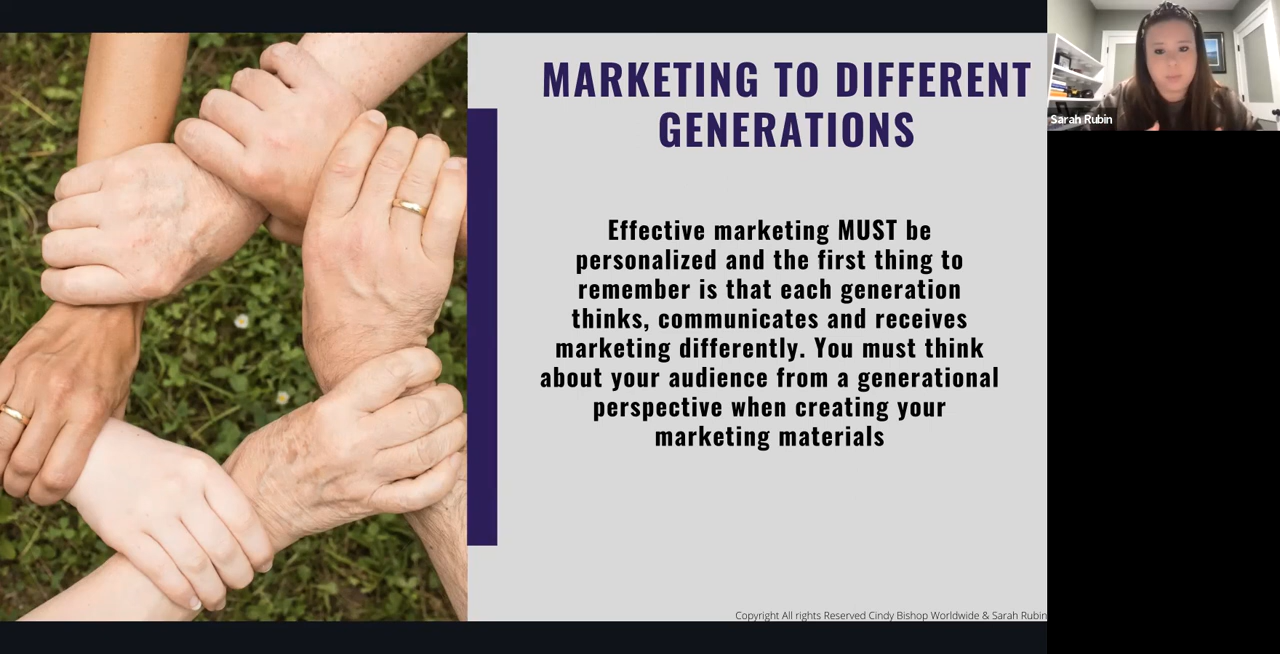 MARKETING TO DIFFERENT
GENERATIONS
Effective marketing MUST be
personalized and the first thing to
remember is that each generation
thinks, communicates and receives
marketing differently. You must think
about your audience from a generational
perspective when creating your
marketing materials
Copyright All rights Reserved Cindy Bishop Worldwide & Sarah Rubin
Sarah Rubin